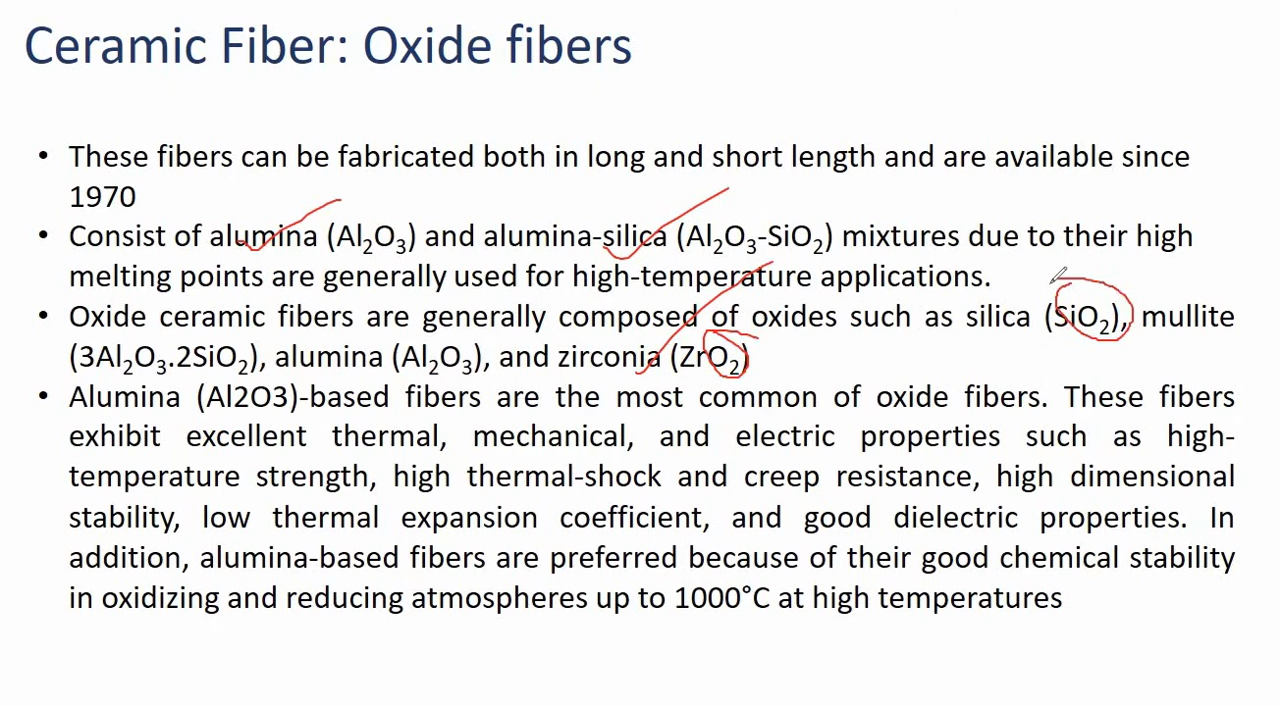 Ceramic Fiber: Oxide fibers
• These fibers can be fabricated both in long and short length and are available since
1970
• Consist of alumina (Al₂O₃) and alumina-silica (Al₂O₃-SiO₂) mixtures due to their high
melting points are generally used for high-temperature applications.
• Oxide ceramic fibers are generally composed of oxides such as silica (SiO₂), mullite
(3Al₂O₃.2SiO₂), alumina (Al₂O₃), and zirconia (ZrO₂)
• Alumina (Al2O3)-based fibers are the most common of oxide fibers. These fibers
exhibit excellent thermal, mechanical, and electric properties such as high-
temperature strength, high thermal-shock and creep resistance, high dimensional
stability, low thermal expansion coefficient, and good dielectric properties. In
addition, alumina-based fibers are preferred because of their good chemical stability
in oxidizing and reducing atmospheres up to 1000°C at high temperatures